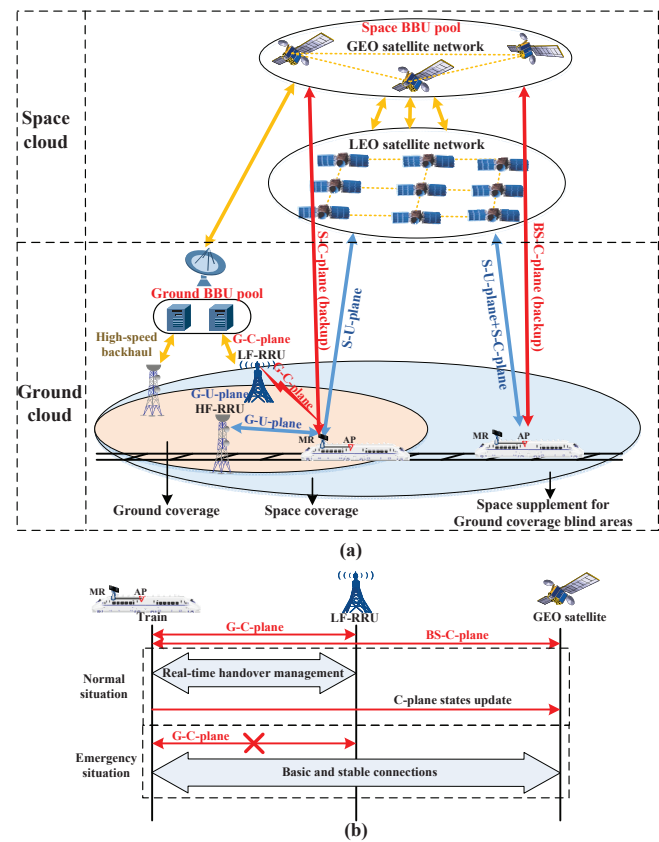 Space BBU pool
GEO satellite network
Space
cloud
LEO satellite network
S-C-plane (backup)
S-U-plane
S-U-plane+S-C-plane
BS-C-plane (backup)
Ground BBU pool
High-speed
backhaul
G-C-plane
LF-RRU
G-C-plane
Ground
cloud
G-U-plane
HF-RRU
G-U-plane
MR
AP
MR
AP
Ground coverage
Space coverage
Space supplement for
Ground coverage blind areas
(a)
MR
AP
Train
LF-RRU
GEO satellite
G-C-plane
BS-C-plane
Normal
situation
Real-time handover management
C-plane states update
G-C-plane
Emergency
situation
Basic and stable connections
(b)